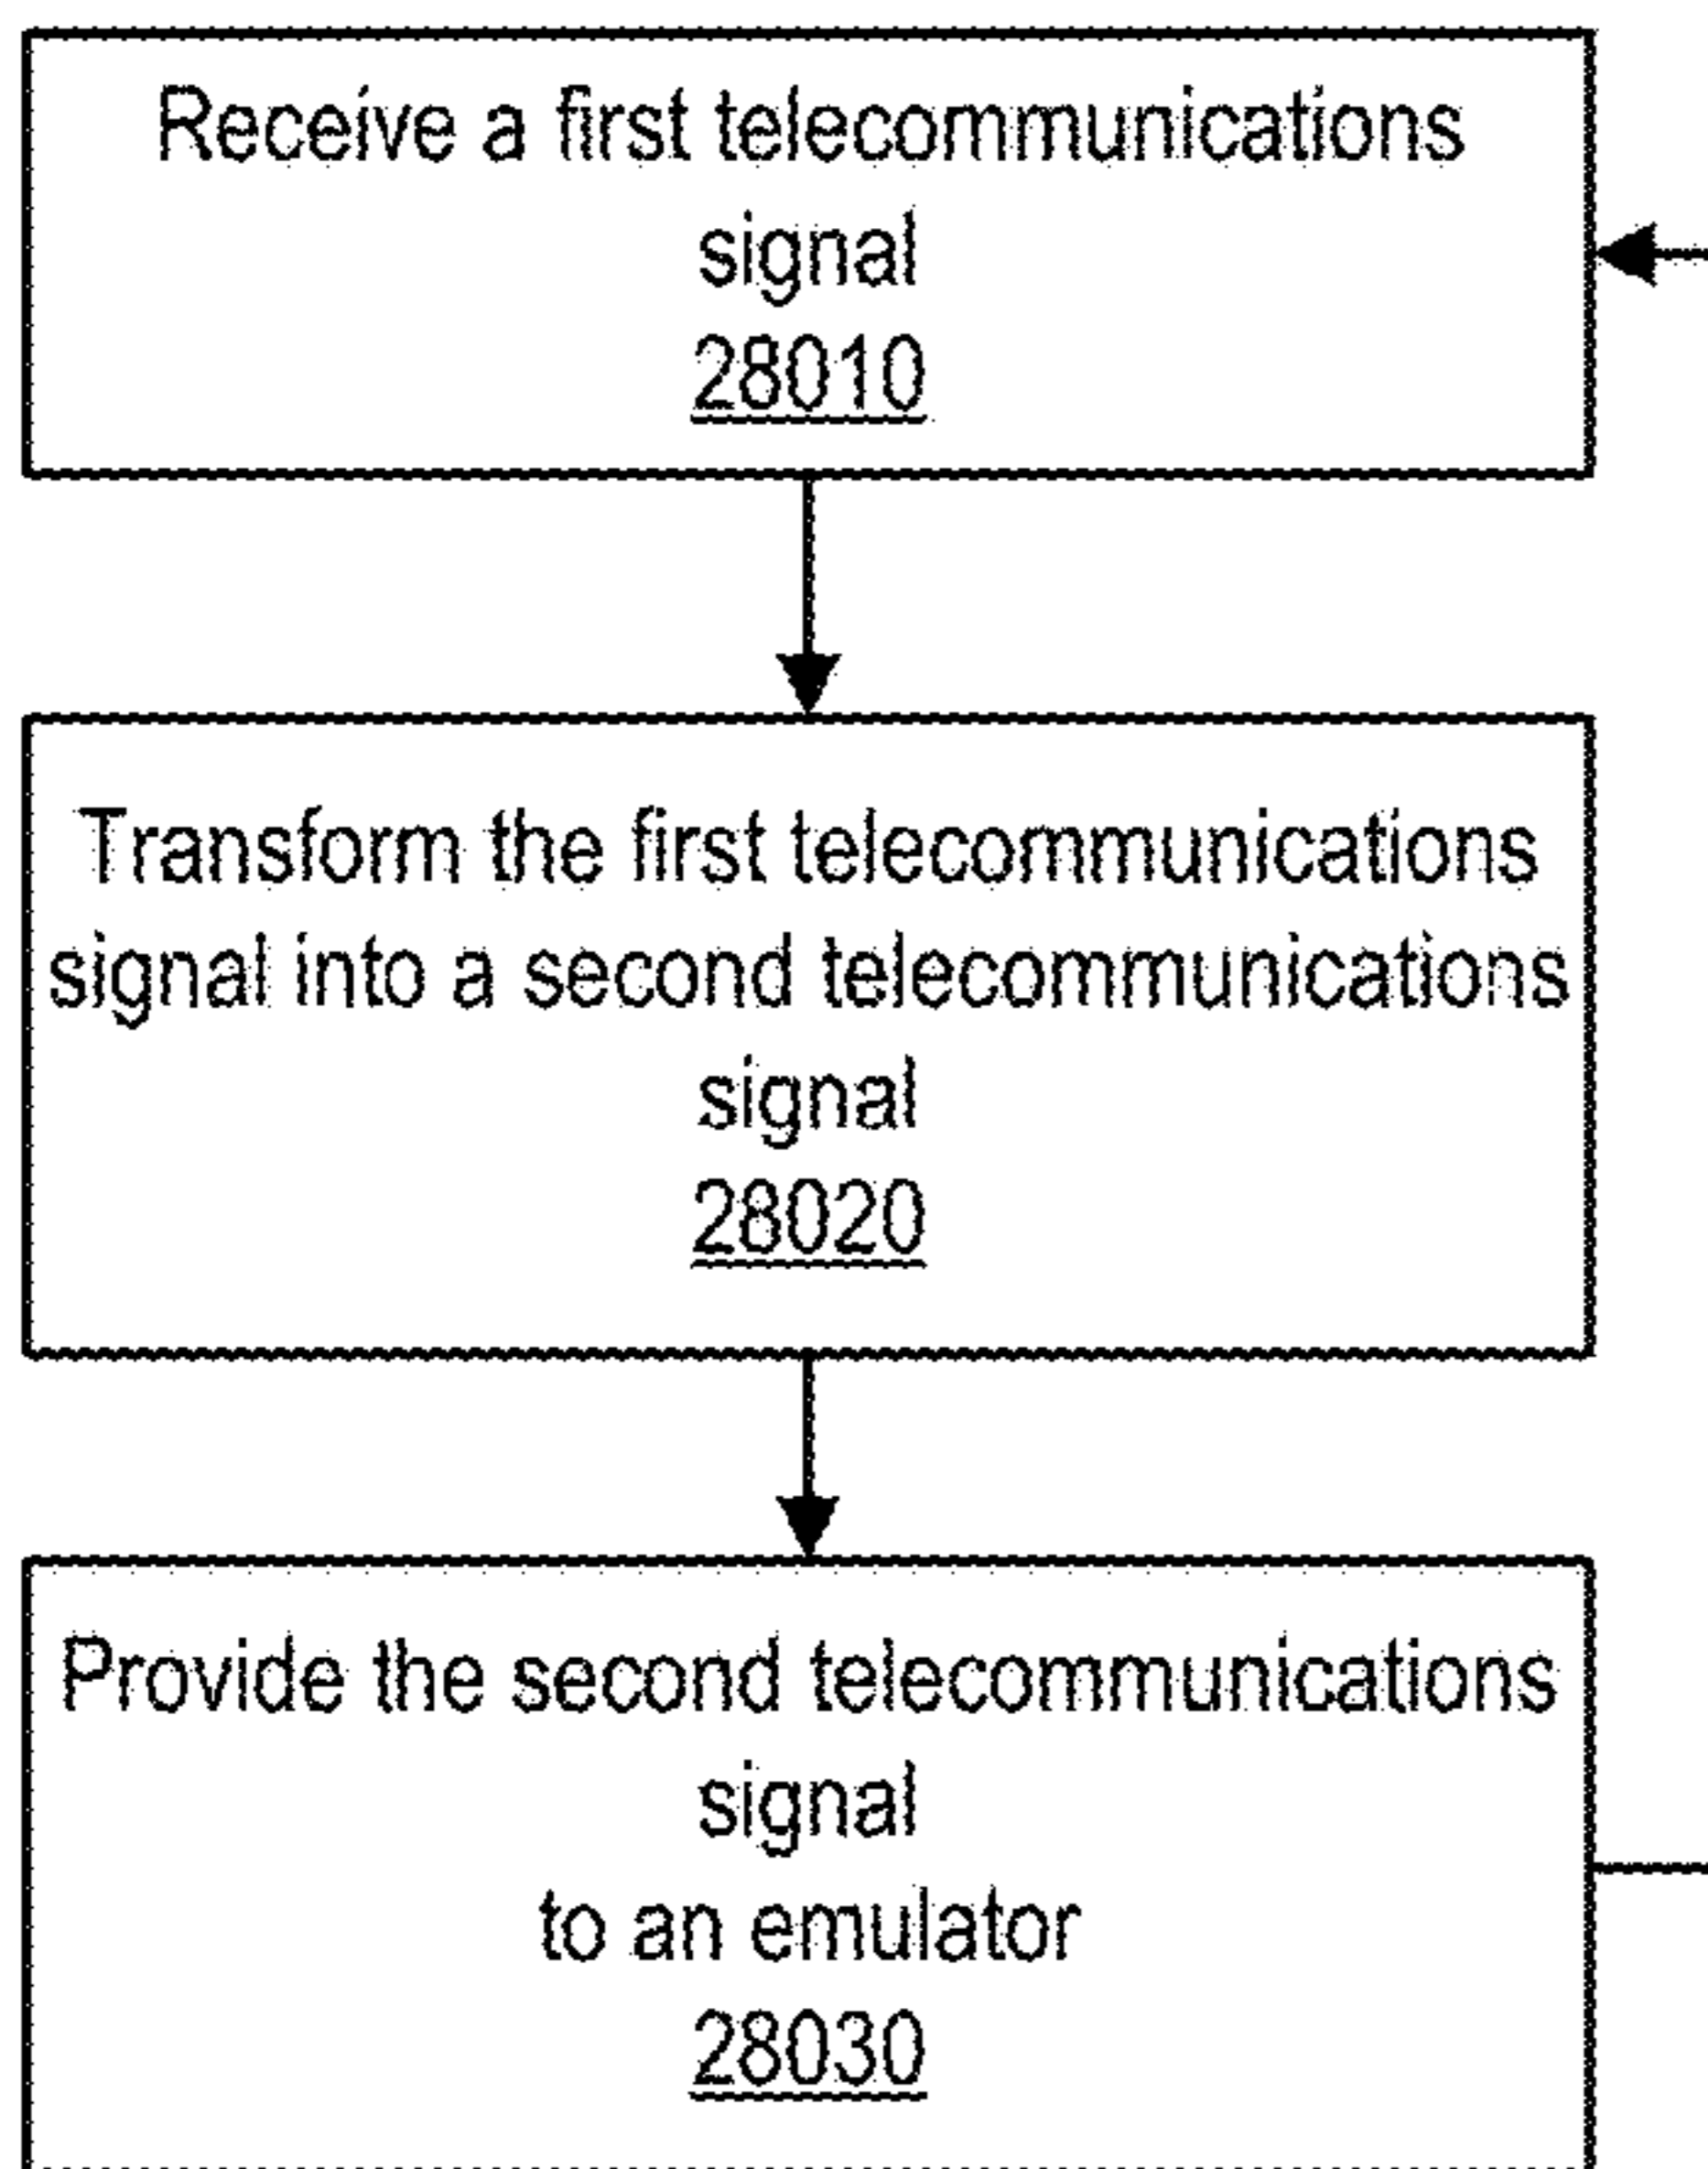 Receive a first telecommunications
signal
28010
Transform the first telecommunications
signal into a second telecommunications
signal
28020
Provide the second telecommunications
signal
to an emulator
28030